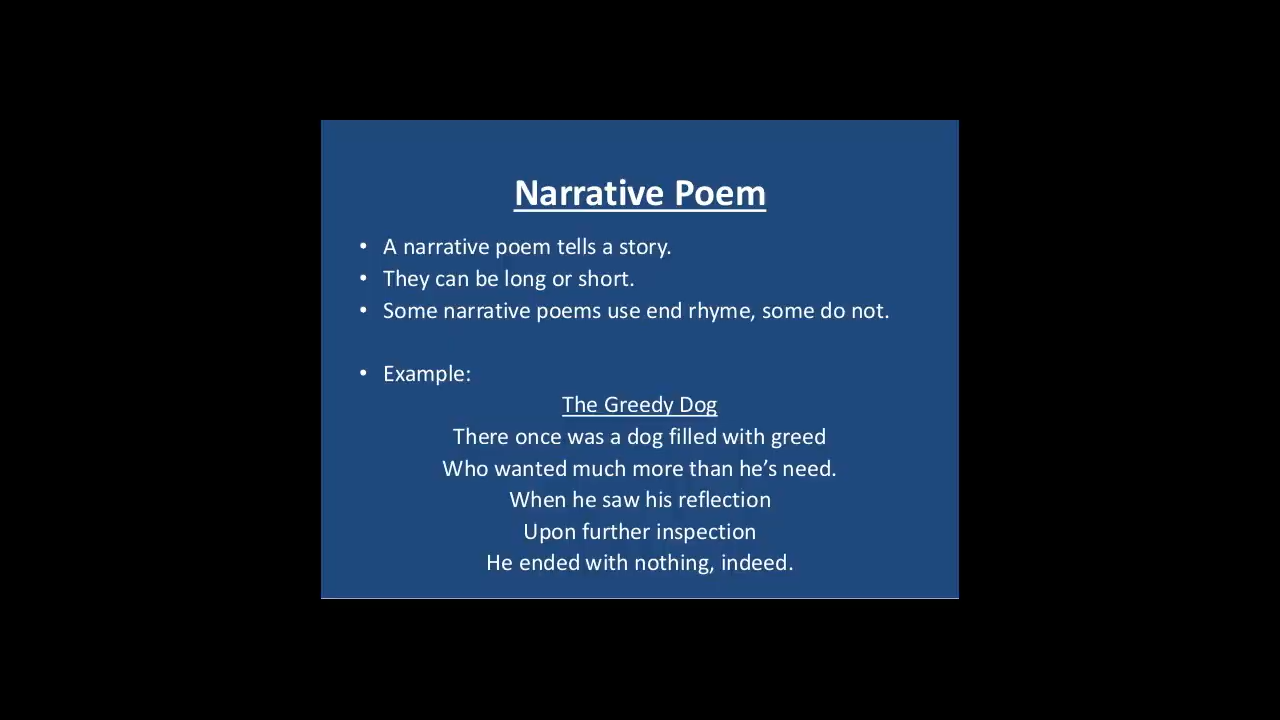 Narrative Poem
• A narrative poem tells a story.
• They can be long or short.
• Some narrative poems use end rhyme, some do not.
• Example:
The Greedy Dog
There once was a dog filled with greed
Who wanted much more than he’s need.
When he saw his reflection
Upon further inspection
He ended with nothing, indeed.